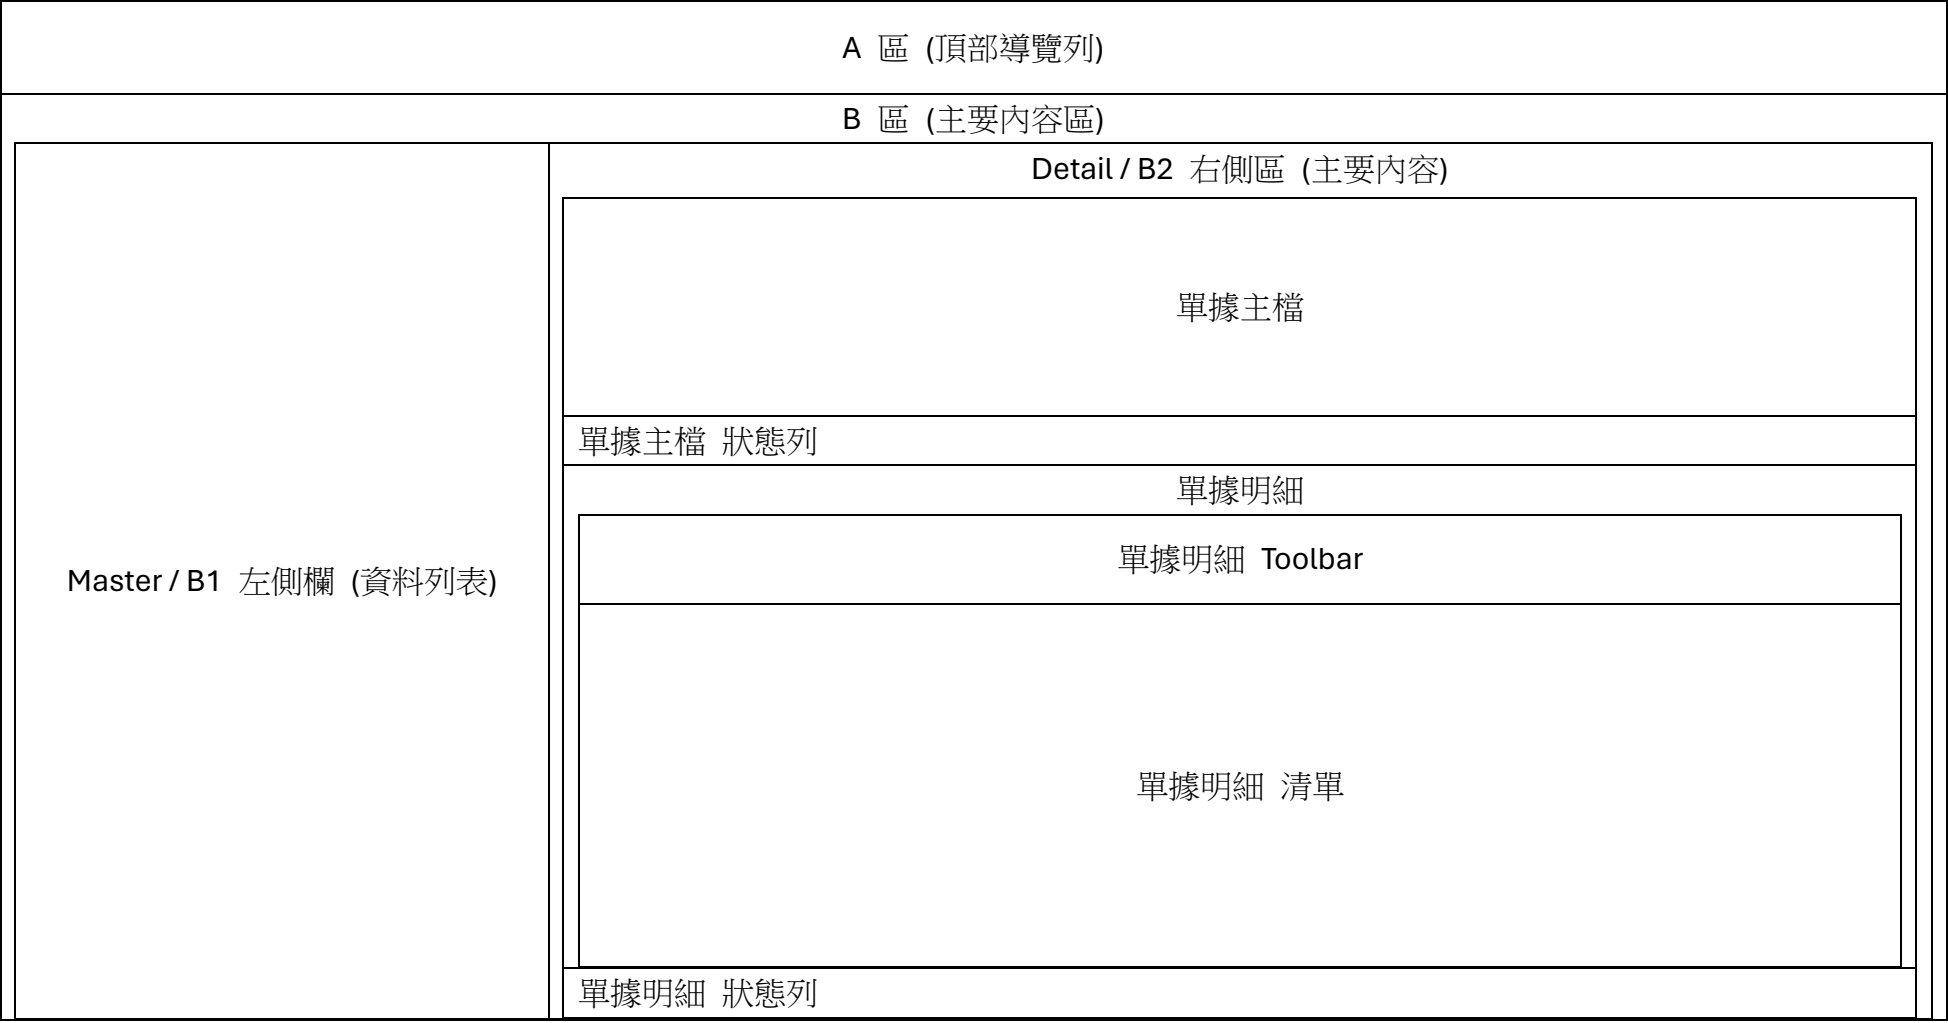 A 區 (頂部導覽列)
B 區 (主要內容區)
Master / B1 左側欄 (資料列表)
Detail / B2 右側區 (主要內容)
單據主檔
單據主檔 狀態列
單據明細
單據明細 Toolbar
單據明細 清單
單據明細 狀態列